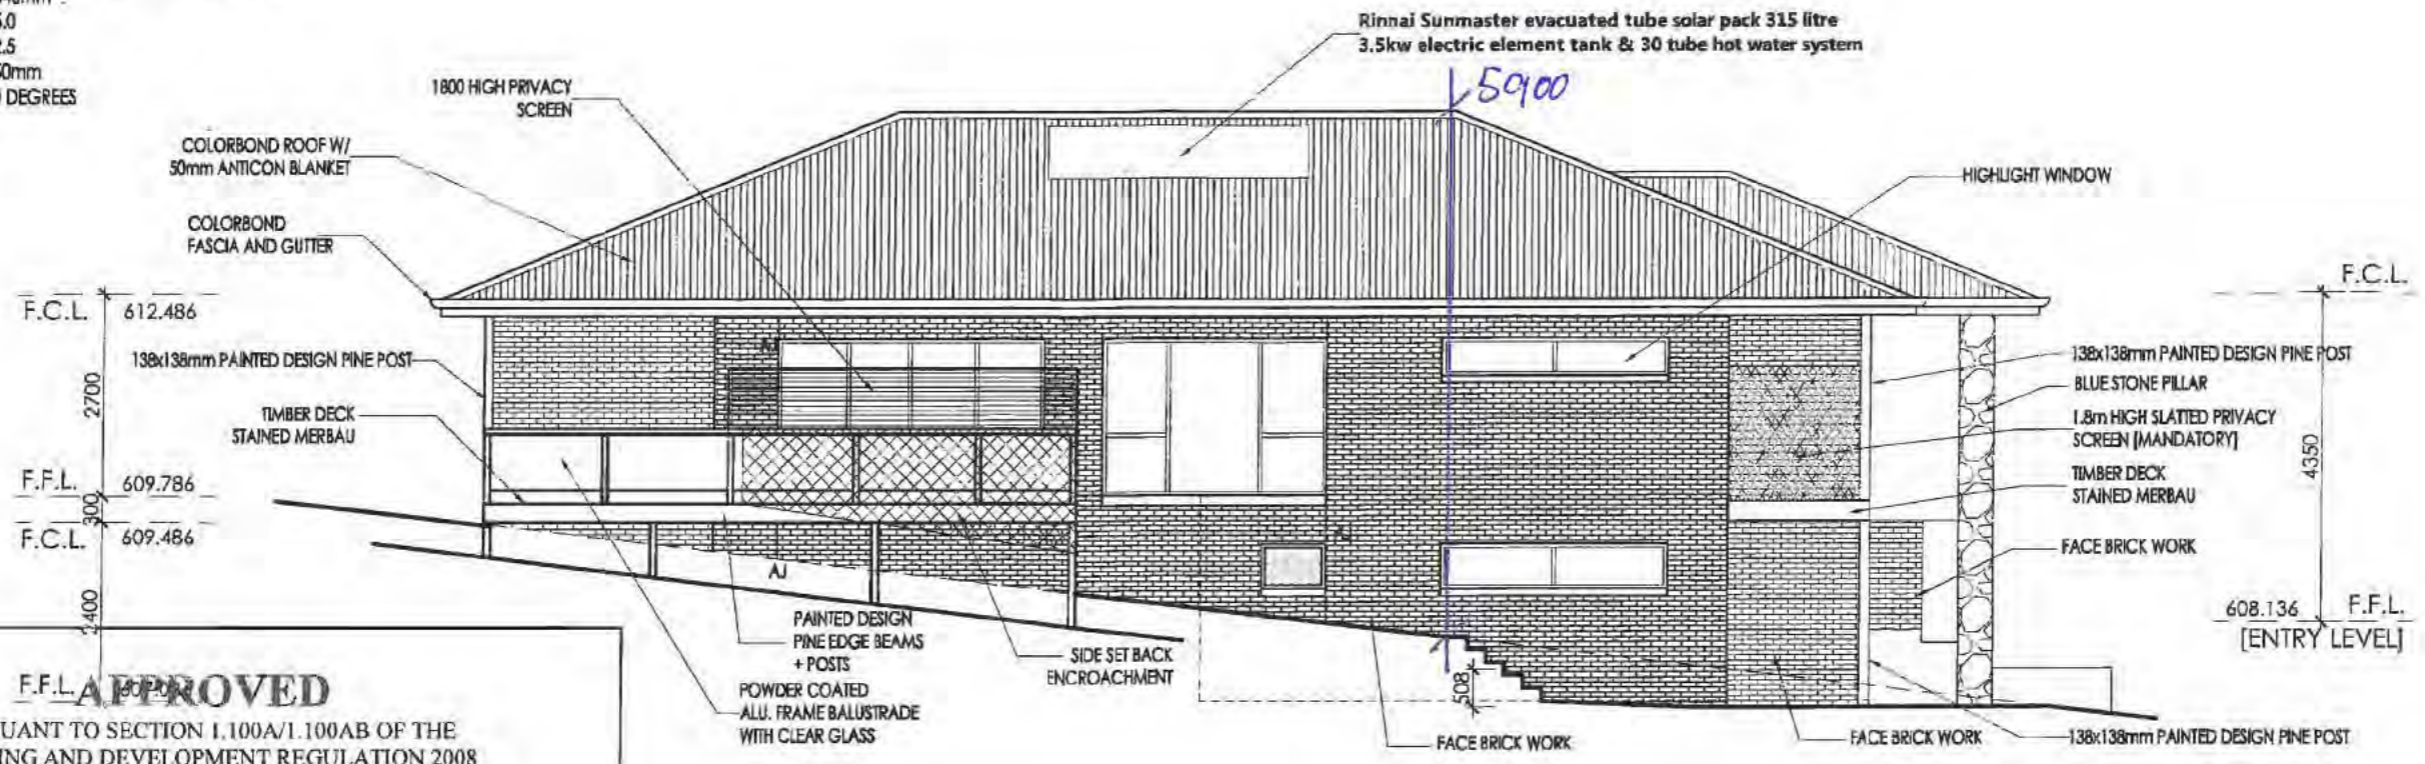 5.0
2.5
DEGREES
Rinnai Sunmaster evacuated tube solar pack 315 litre
3.5kw electric element tank & 30 tube hot water system
5900
1800 HIGH PRIVACY
SCREEN
COLORBOND ROOF W/
50mm ANTICON BLANKET
COLORBOND
FASCIA AND GUTTER
HIGHLIGHT WINDOW
F.C.L. 612.486
F.C.L.
138x138mm PAINTED DESIGN PINE POST
2700
TIMBER DECK
STAINED MERBAU
F.F.L. 609.786
300
F.C.L. 609.486
2400
F.F.L.
138x138mm PAINTED DESIGN PINE POST
BLUE STONE PILLAR
1.8m HIGH SLATTED PRIVACY
SCREEN [MANDATORY]
4350
TIMBER DECK
STAINED MERBAU
FACE BRICK WORK
608.136 F.F.L.
[ENTRY LEVEL]
AJ
AJ
AJ
PAINTED DESIGN
PINE EDGE BEAMS
+ POSTS
SIDE SET BACK
ENCROACHMENT
POWDER COATED
ALU. FRAME BALUSTRADE
WITH CLEAR GLASS
508
FACE BRICK WORK
FACE BRICK WORK
138x138mm PAINTED DESIGN PINE POST
APPROVED
UANT TO SECTION 1.100A/1.100AB OF THE
ING AND DEVELOPMENT REGULATION 2008